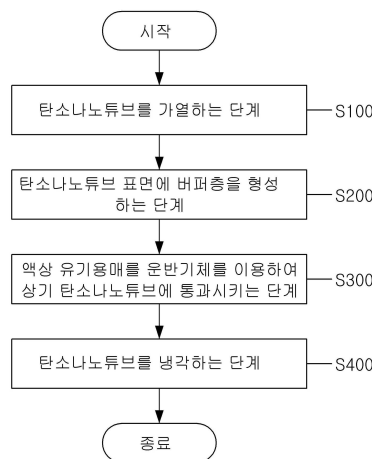 시작
탄소나노튜브를 가열하는 단계
S100
탄소나노튜브 표면에 버퍼층을 형성
하는 단계
S200
액상 유기용매를 운반기체를 이용하여
상기 탄소나노튜브에 통과시키는 단계
S300
탄소나노튜브를 냉각하는 단계
S400
종료